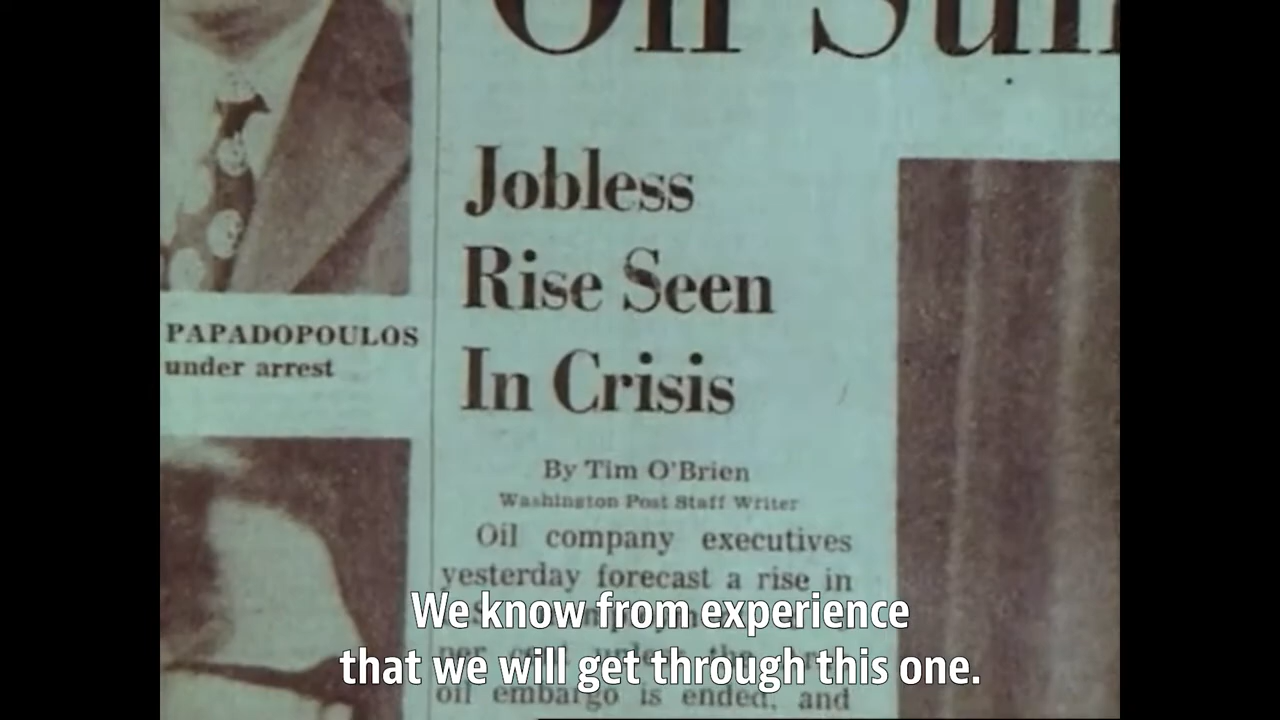 PAPADOPOULOS
under arrest
Jobless
Rise Seen
In Crisis
By Tim O'Brien
Washington Post Staff Writer
Oil company executives
yesterday forecast a rise in
oil embargo is ended, and
We know from experience
that we will get through this one.